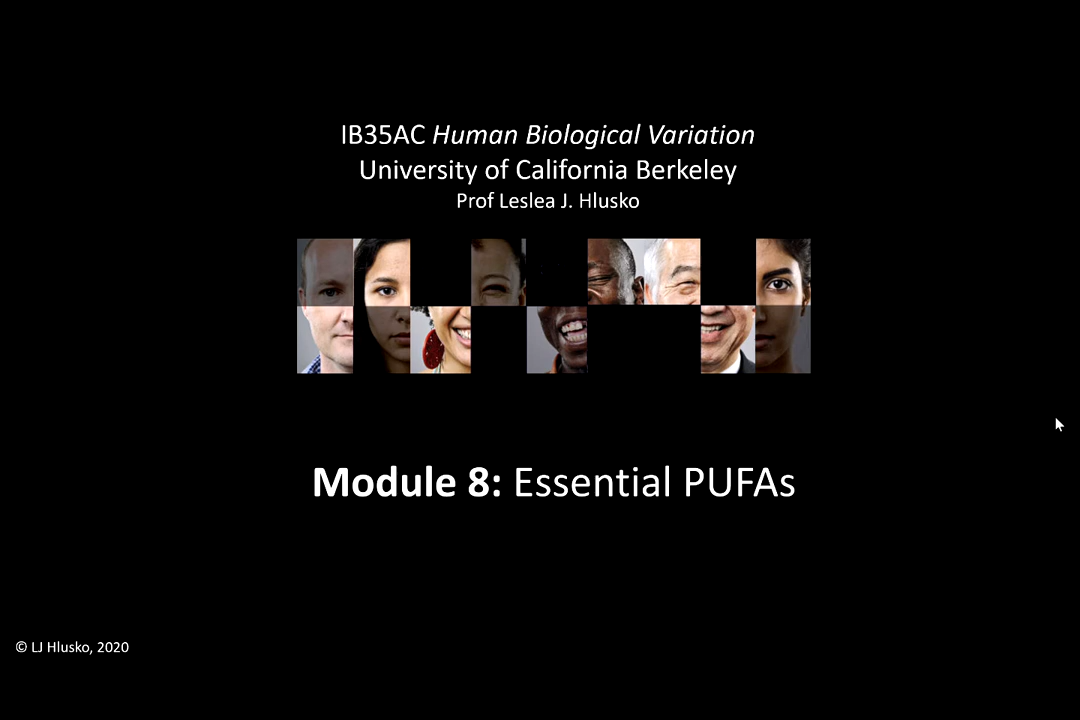 IB35AC Human Biological Variation
University of California Berkeley
Prof Leslea J. Hlusko
Module 8: Essential PUFAs
© LJ Hlusko, 2020